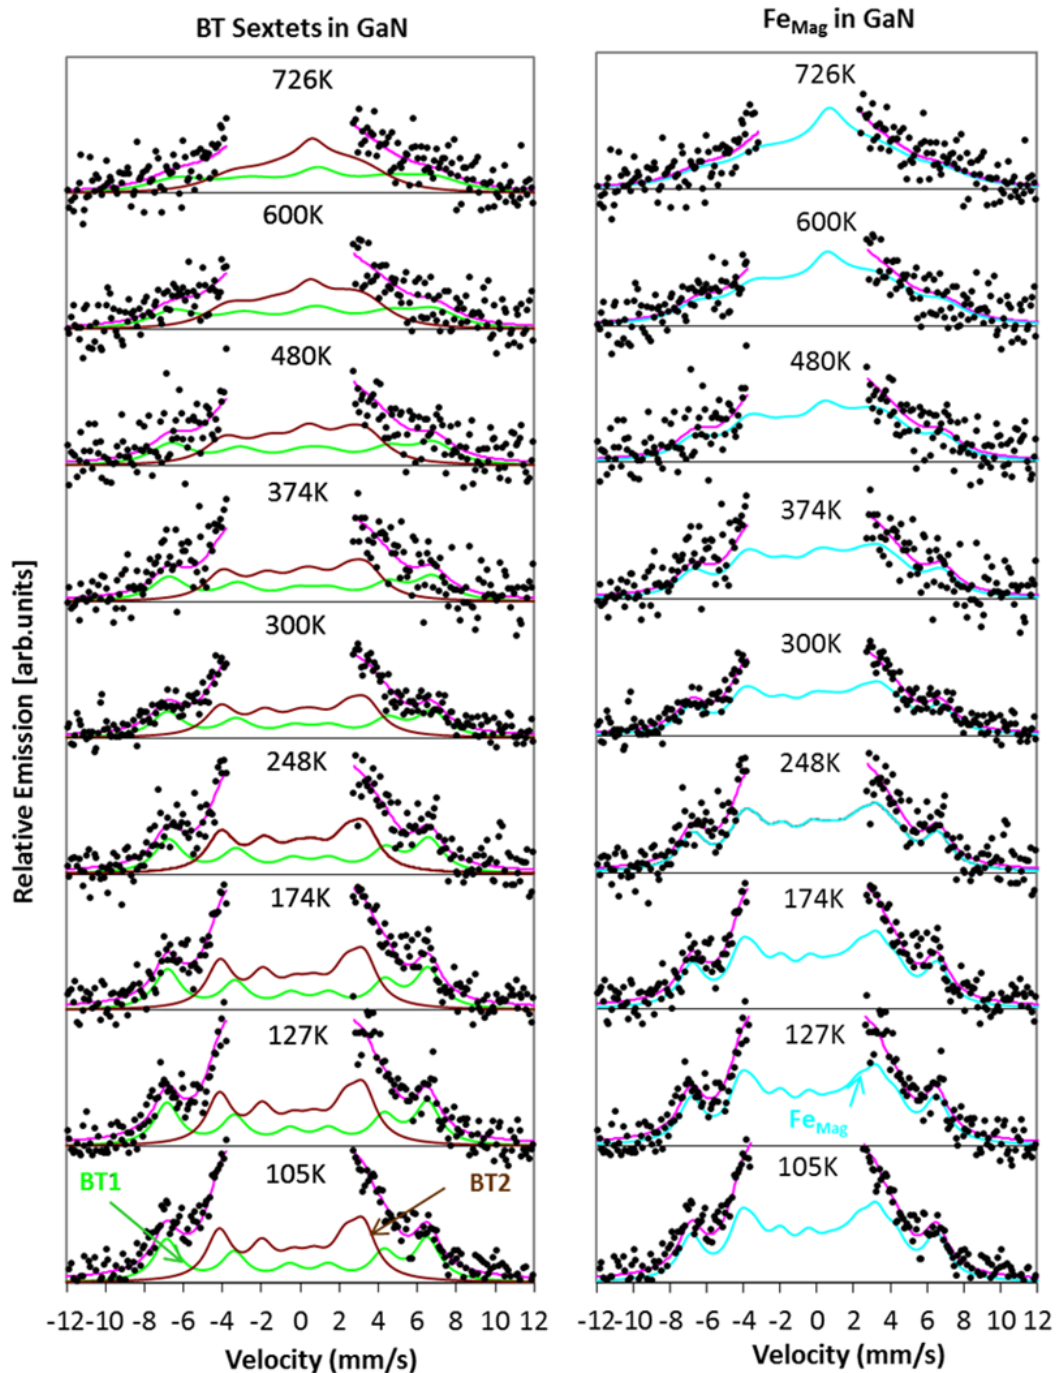 BT Sextets in GaN
Fe_Mag in GaN
726K
726K
600K
600K
480K
480K
374K
374K
300K
300K
248K
248K
174K
174K
127K
127K
Fe_Mag
105K
105K
BT1
BT2
Relative Emission [arb.units]
-12 -10 -8 -6 -4 -2 0 2 4 6 8 10 12
-12 -10 -8 -6 -4 -2 0 2 4 6 8 10 12
Velocity (mm/s)
Velocity (mm/s)